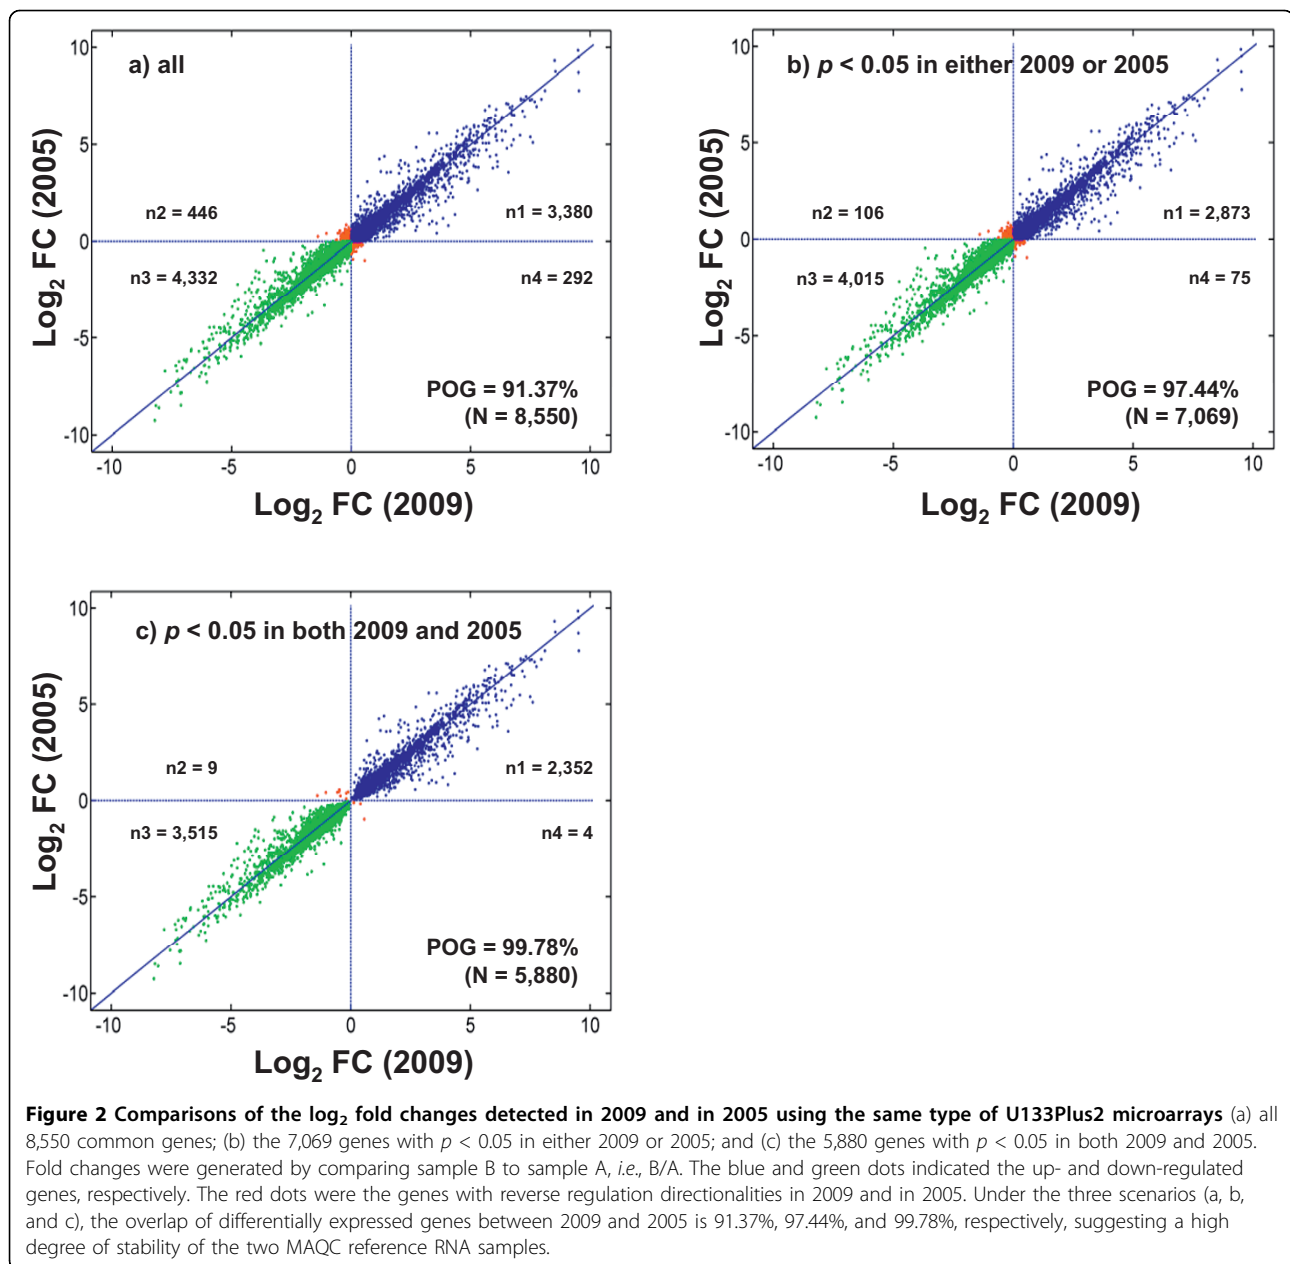 a) all
10
5
0
-5
-10
-10 -5 0 5 10
Log2 FC (2005)
Log2 FC (2009)
n2 = 446
n1 = 3,380
n3 = 4,332
n4 = 292
POG = 91.37%
(N = 8,550)
b) p < 0.05 in either 2009 or 2005
10
5
0
-5
-10
-10 -5 0 5 10
Log2 FC (2005)
Log2 FC (2009)
n2 = 106
n1 = 2,873
n3 = 4,015
n4 = 75
POG = 97.44%
(N = 7,069)
c) p < 0.05 in both 2009 and 2005
10
5
0
-5
-10
-10 -5 0 5 10
Log2 FC (2005)
Log2 FC (2009)
n2 = 9
n1 = 2,352
n3 = 3,515
n4 = 4
POG = 99.78%
(N = 5,880)
Figure 2 Comparisons of the log2 fold changes detected in 2009 and in 2005 using the same type of U133Plus2 microarrays (a) all
8,550 common genes; (b) the 7,069 genes with p < 0.05 in either 2009 or 2005; and (c) the 5,880 genes with p < 0.05 in both 2009 and 2005.
Fold changes were generated by comparing sample B to sample A, i.e., B/A. The blue and green dots indicated the up- and down-regulated
genes, respectively. The red dots were the genes with reverse regulation directionalities in 2009 and in 2005. Under the three scenarios (a, b,
and c), the overlap of differentially expressed genes between 2009 and 2005 is 91.37%, 97.44%, and 99.78%, respectively, suggesting a high
degree of stability of the two MAQC reference RNA samples.